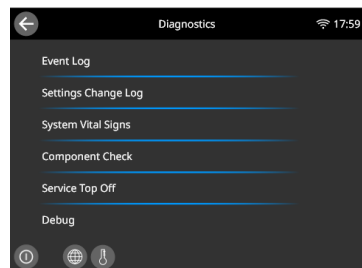 Diagnostics 17:59
Event Log
Settings Change Log
System Vital Signs
Component Check
Service Top Off
Debug